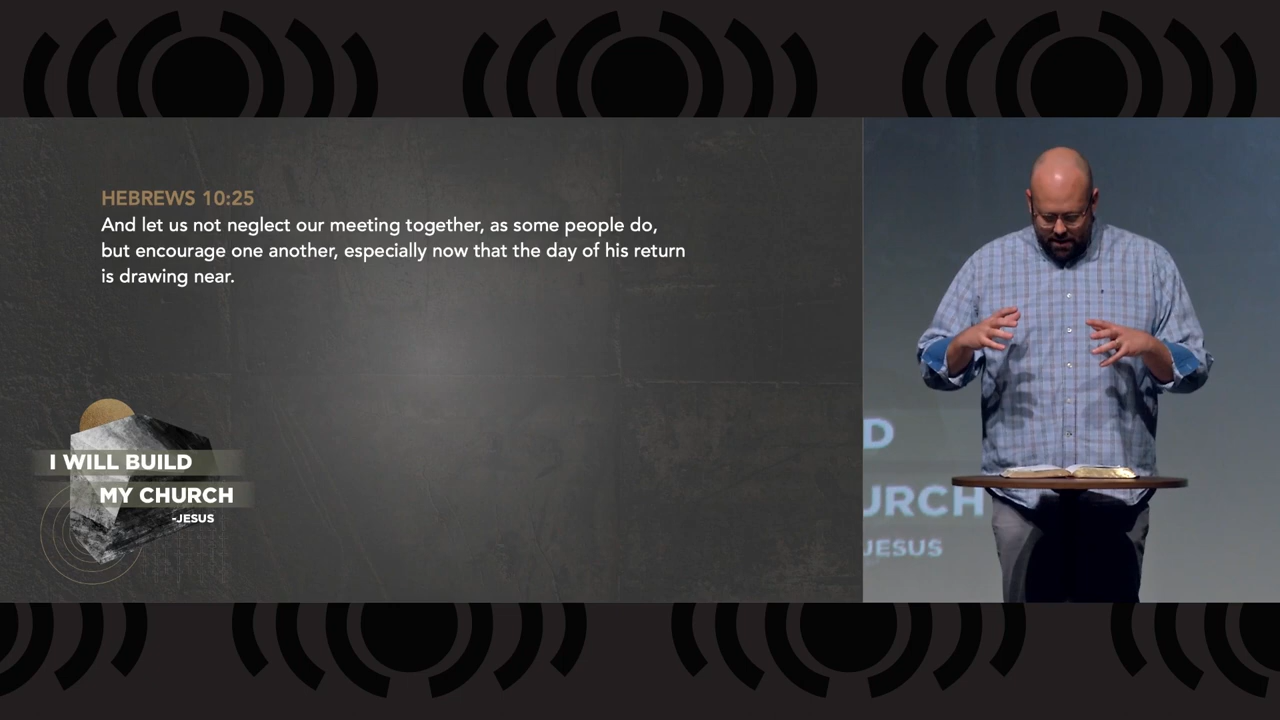 HEBREWS 10:25
And let us not neglect our meeting together, as some people do,
but encourage one another, especially now that the day of his return
is drawing near.
I WILL BUILD
MY CHURCH
-JESUS
D
URCH
JESUS